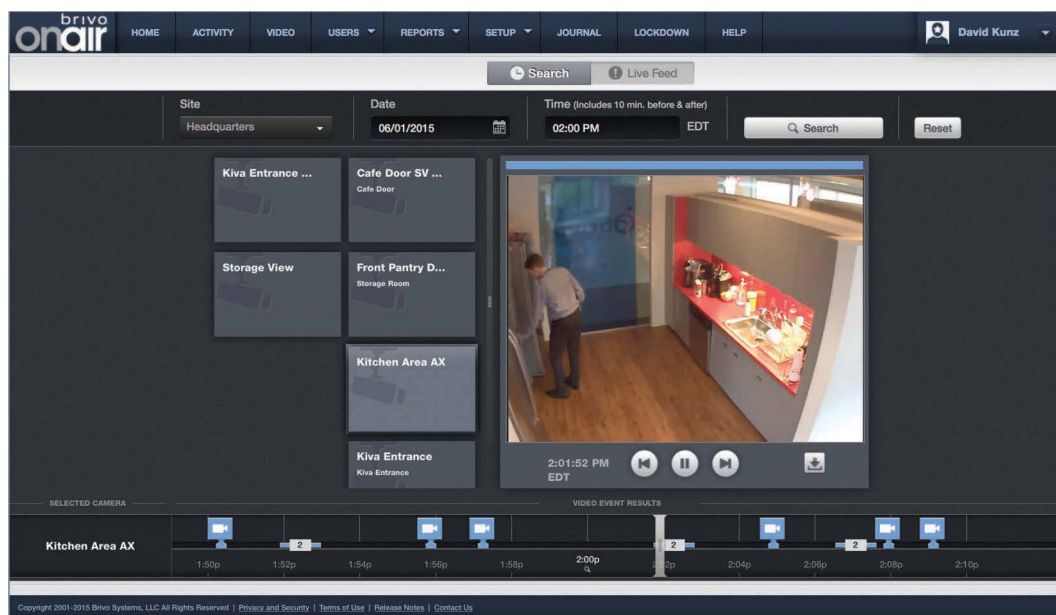 brivo
onair
HOME ACTIVITY VIDEO USERS REPORTS SETUP JOURNAL LOCKDOWN HELP David Kunz
Search Live Feed
Site Date Time (Includes 10 min. before & after)
Headquarters 06/01/2015 02:00 PM EDT Search Reset
Kiva Entrance ... Cafe Door SV ...
Cafe Door
Storage View Front Pantry D...
Storage Room
Kitchen Area AX
Kiva Entrance
Kiva Entrance
2:01:52 PM
EDT
SELECTED CAMERA VIDEO EVENT RESULTS
Kitchen Area AX
2 2 2
1:50p 1:52p 1:54p 1:56p 1:58p 2:00p 2:04p 2:06p 2:08p 2:10p
Copyright 2001-2015 Brivo Systems, LLC All Rights Reserved | Privacy and Security | Terms of Use | Release Notes | Contact Us